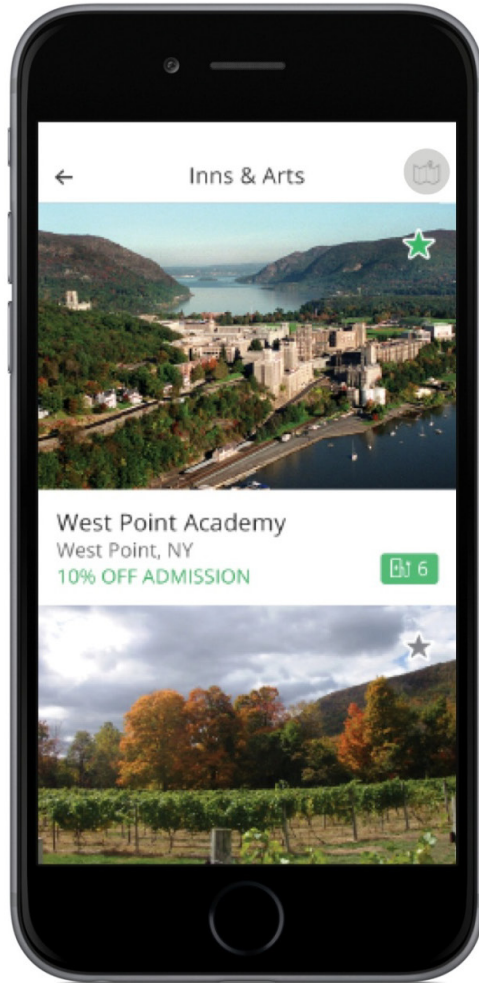 Inns & Arts
West Point Academy
West Point, NY
10% OFF ADMISSION
6